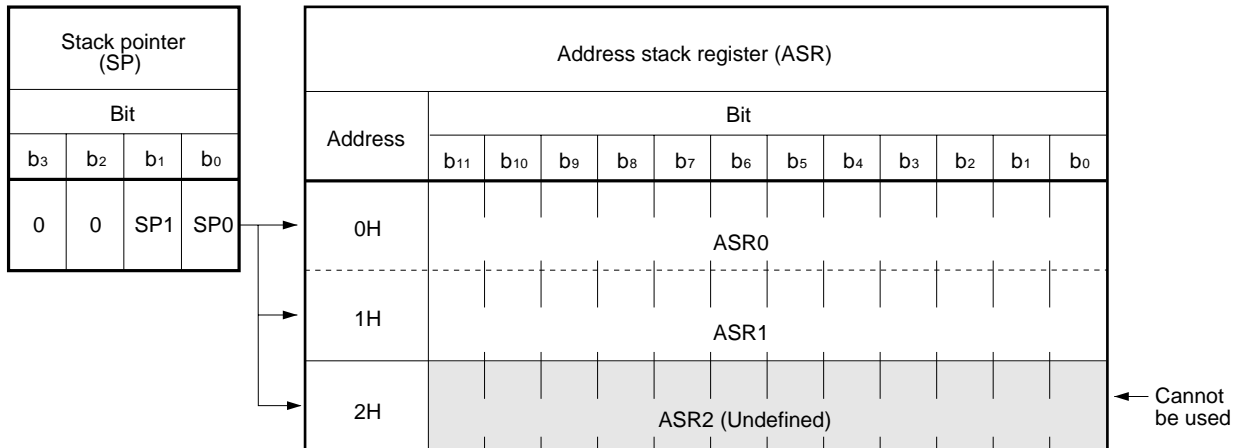 Stack pointer
(SP)
Bit
b3 b2 b1 b0
0 0 SP1 SP0
Address stack register (ASR)
Address
Bit
b11 b10 b9 b8 b7 b6 b5 b4 b3 b2 b1 b0
0H
ASR0
1H
ASR1
2H
ASR2 (Undefined)
Cannot
be used